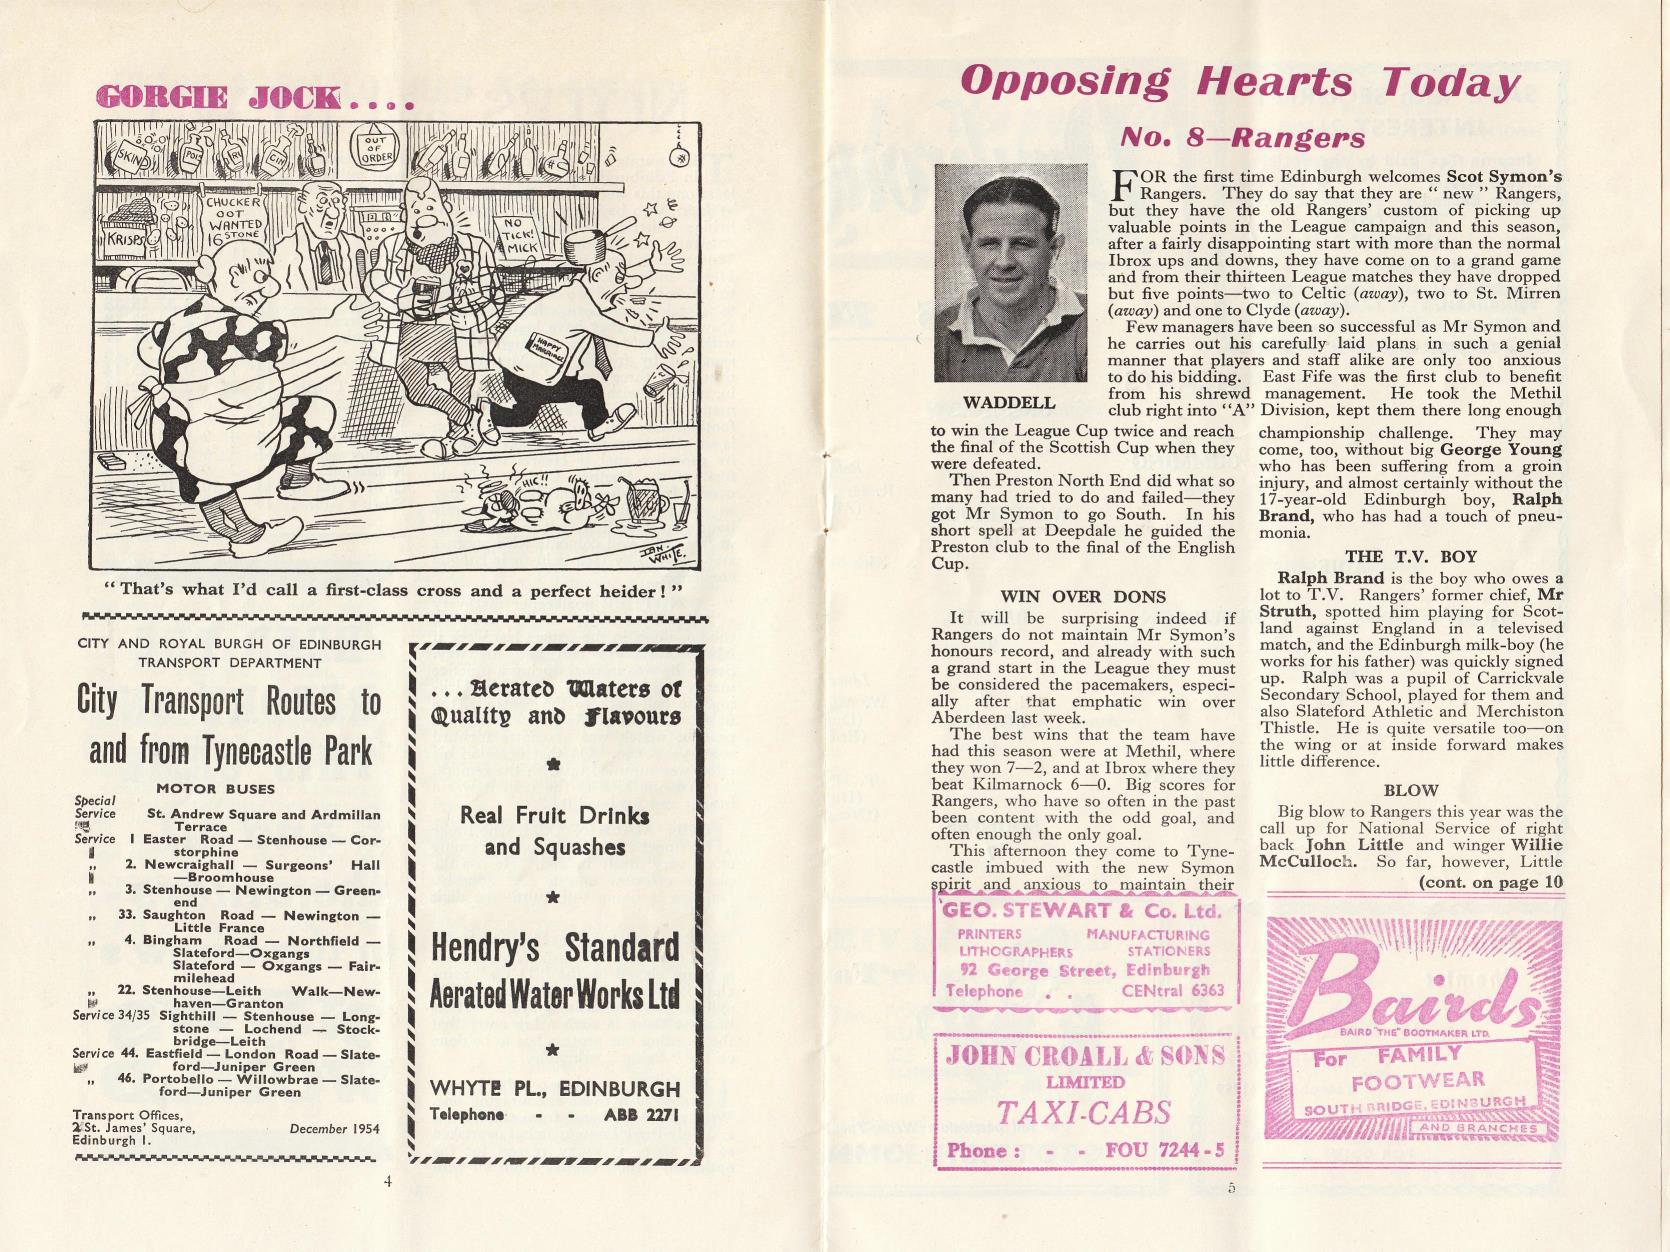 GORGIE JOCK....
SKINO
POIS
GIN
OUT
OF
ORDER
CHUCKER
OOT
WANTED
16 STONE
KRISPS
NO
TICK!
MICK
HAPPY
MARRIAGE
HIC!!
IAN
WHITE.
“ That's what I'd call a first-class cross and a perfect heider! ”
CITY AND ROYAL BURGH OF EDINBURGH
TRANSPORT DEPARTMENT
City Transport Routes to
and from Tynecastle Park
MOTOR BUSES
Special
Service St. Andrew Square and Ardmillan
Terrace
Service 1 Easter Road — Stenhouse — Cor-
storphine
„ 2. Newcraighall — Surgeons' Hall
—Broomhouse
„ 3. Stenhouse — Newington — Green-
end
„ 33. Saughton Road — Newington —
Little France
„ 4. Bingham Road — Northfield —
Slateford—Oxgangs
Slateford — Oxgangs — Fair-
milehead
„ 22. Stenhouse—Leith Walk—New-
haven—Granton
Service 34/35 Sighthill — Stenhouse — Long-
stone — Lochend — Stock-
bridge—Leith
Service 44. Eastfield — London Road — Slate-
ford—Juniper Green
„ 46. Portobello — Willowbrae — Slate-
ford—Juniper Green
Transport Offices,
2 St. James' Square,
Edinburgh 1.
December 1954
... Aerated Waters of
Quality and Flavours
★
Real Fruit Drinks
and Squashes
★
Hendry's Standard
Aerated Water Works Ltd
★
WHYTE PL., EDINBURGH
Telephone - - ABB 2271
4
Opposing Hearts Today
No. 8—Rangers
WADDELL
FOR the first time Edinburgh welcomes Scot Symon's
Rangers. They do say that they are “ new ” Rangers,
but they have the old Rangers' custom of picking up
valuable points in the League campaign and this season,
after a fairly disappointing start with more than the normal
Ibrox ups and downs, they have come on to a grand game
and from their thirteen League matches they have dropped
but five points—two to Celtic (away), two to St. Mirren
(away) and one to Clyde (away).
Few managers have been so successful as Mr Symon and
he carries out his carefully laid plans in such a genial
manner that players and staff alike are only too anxious
to do his bidding. East Fife was the first club to benefit
from his shrewd management. He took the Methil
club right into “A” Division, kept them there long enough
to win the League Cup twice and reach
the final of the Scottish Cup when they
were defeated.
Then Preston North End did what so
many had tried to do and failed—they
got Mr Symon to go South. In his
short spell at Deepdale he guided the
Preston club to the final of the English
Cup.
WIN OVER DONS
It will be surprising indeed if
Rangers do not maintain Mr Symon's
honours record, and already with such
a grand start in the League they must
be considered the pacemakers, especi-
ally after that emphatic win over
Aberdeen last week.
The best wins that the team have
had this season were at Methil, where
they won 7—2, and at Ibrox where they
beat Kilmarnock 6—0. Big scores for
Rangers, who have so often in the past
been content with the odd goal, and
often enough the only goal.
This afternoon they come to Tyne-
castle imbued with the new Symon
spirit and anxious to maintain their
championship challenge. They may
come, too, without big George Young
who has been suffering from a groin
injury, and almost certainly without the
17-year-old Edinburgh boy, Ralph
Brand, who has had a touch of pneu-
monia.
THE T.V. BOY
Ralph Brand is the boy who owes a
lot to T.V. Rangers' former chief, Mr
Struth, spotted him playing for Scot-
land against England in a televised
match, and the Edinburgh milk-boy (he
works for his father) was quickly signed
up. Ralph was a pupil of Carrickvale
Secondary School, played for them and
also Slateford Athletic and Merchiston
Thistle. He is quite versatile too—on
the wing or at inside forward makes
little difference.
BLOW
Big blow to Rangers this year was the
call up for National Service of right
back John Little and winger Willie
McCulloch. So far, however, Little
(cont. on page 10
GEO. STEWART & Co. Ltd.
PRINTERS MANUFACTURING
LITHOGRAPHERS STATIONERS
92 George Street, Edinburgh
Telephone . . CENtral 6363
JOHN CROALL & SONS
LIMITED
TAXI-CABS
Phone : - - FOU 7244-5
Bairds
BAIRD "THE" BOOTMAKER LTD.
For FAMILY
FOOTWEAR
SOUTH BRIDGE, EDINBURGH
AND BRANCHES
5